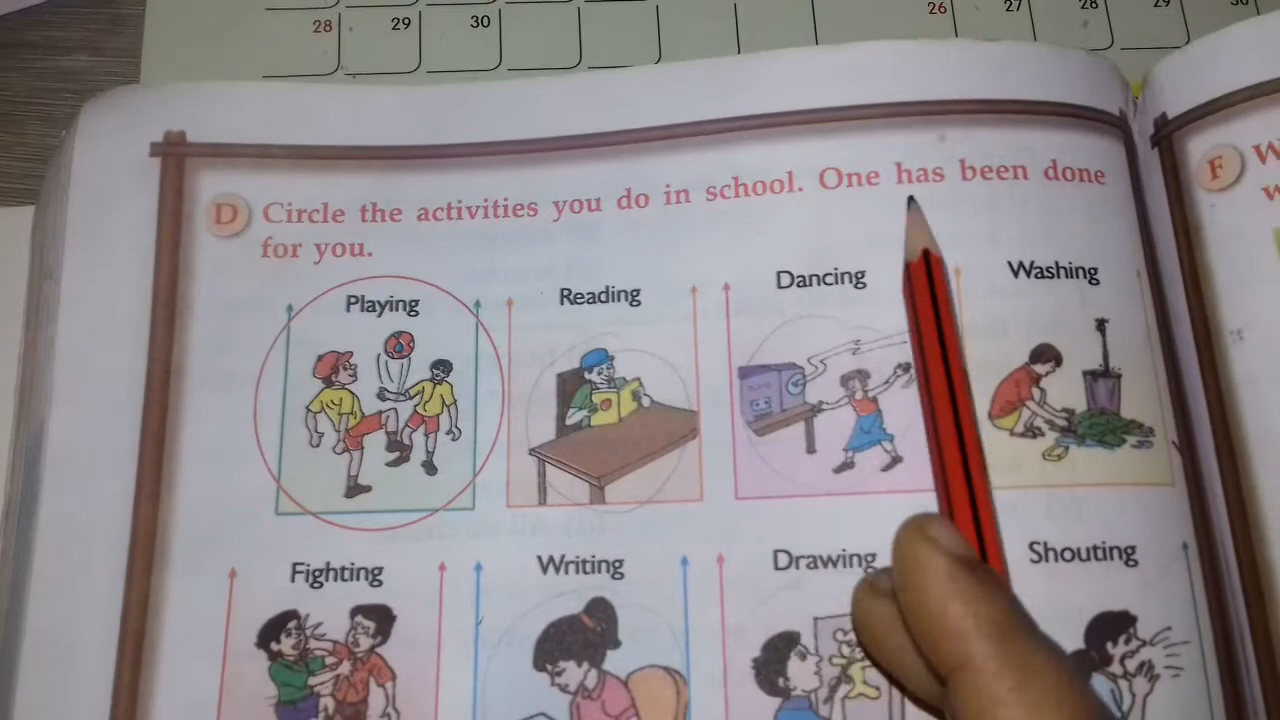 28 29 30
26 27 28 29 30
D Circle the activities you do in school. One has been done
for you.
Playing Reading Dancing Washing
Fighting Writing Drawing Shouting
F W